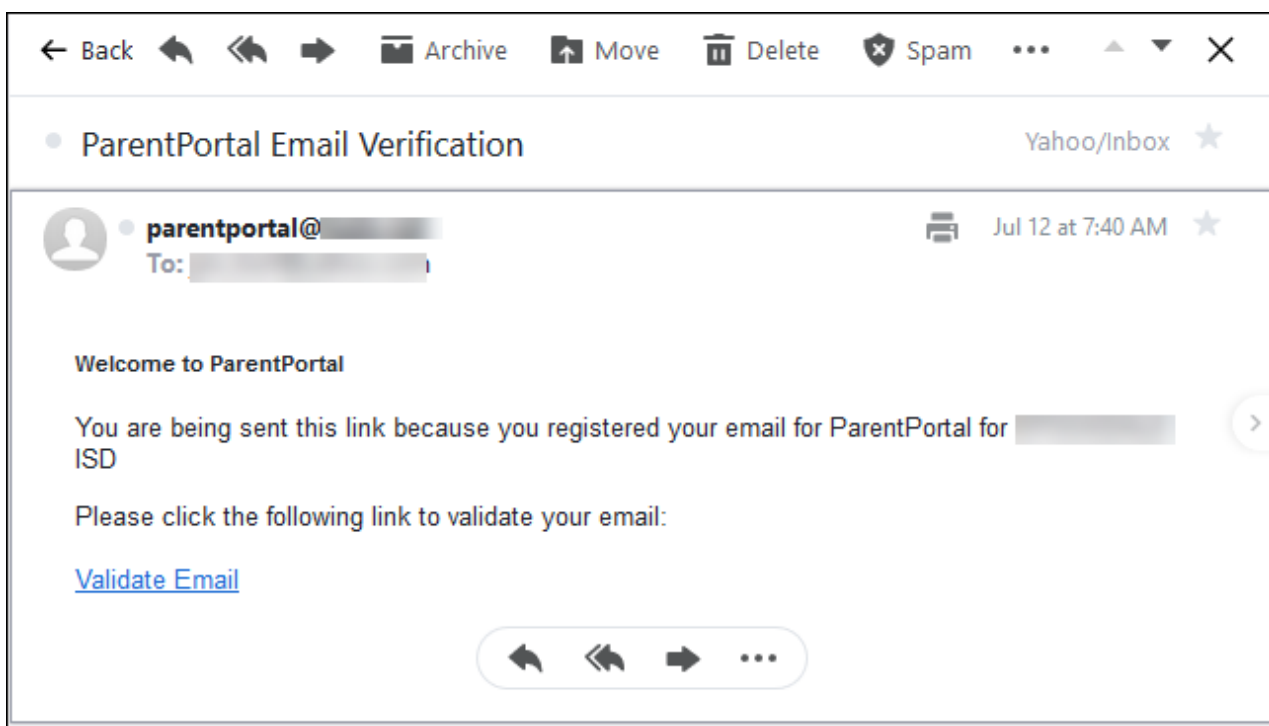 Back Archive Move Delete Spam
ParentPortal Email Verification Yahoo/Inbox
parentportal@ Jul 12 at 7:40 AM
To:
Welcome to ParentPortal
You are being sent this link because you registered your email for ParentPortal for
ISD
Please click the following link to validate your email:
Validate Email